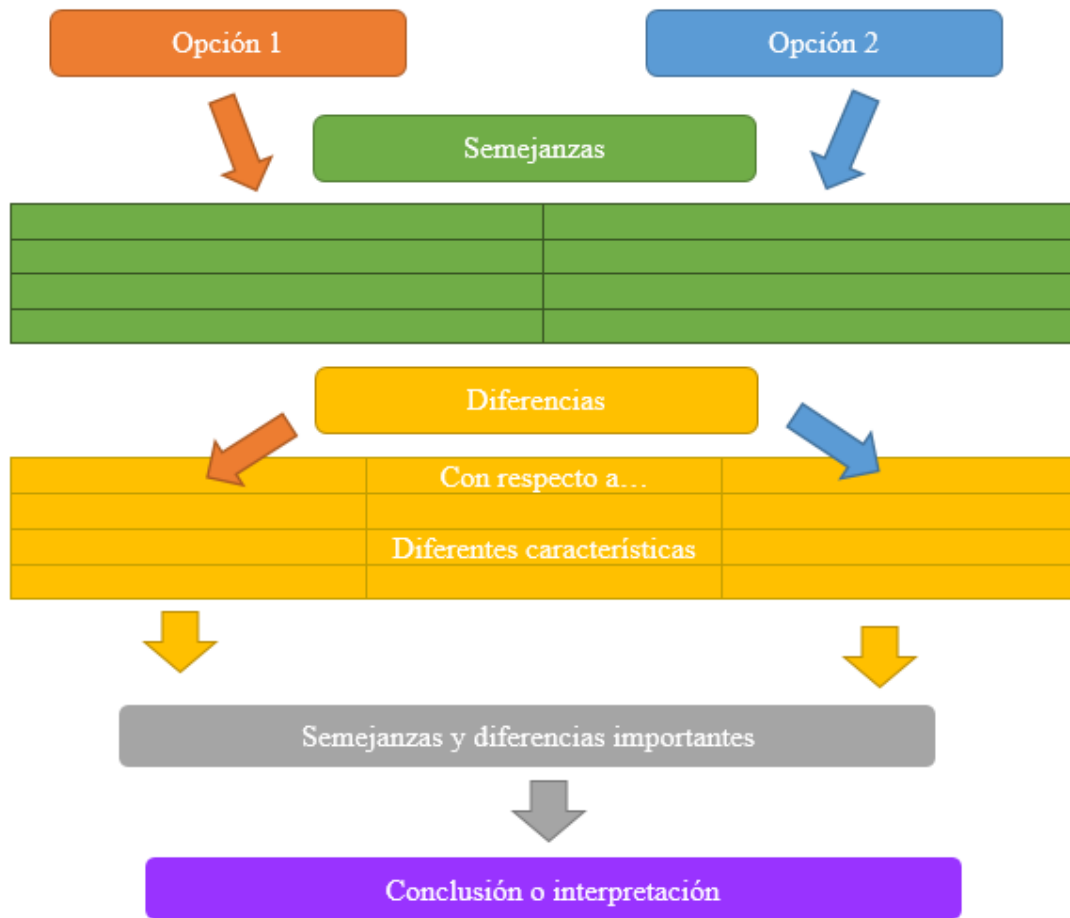 Opción 1
Opción 2
Semejanzas
Diferencias
Con respecto a…
Diferentes características
Semejanzas y diferencias importantes
Conclusión o interpretación